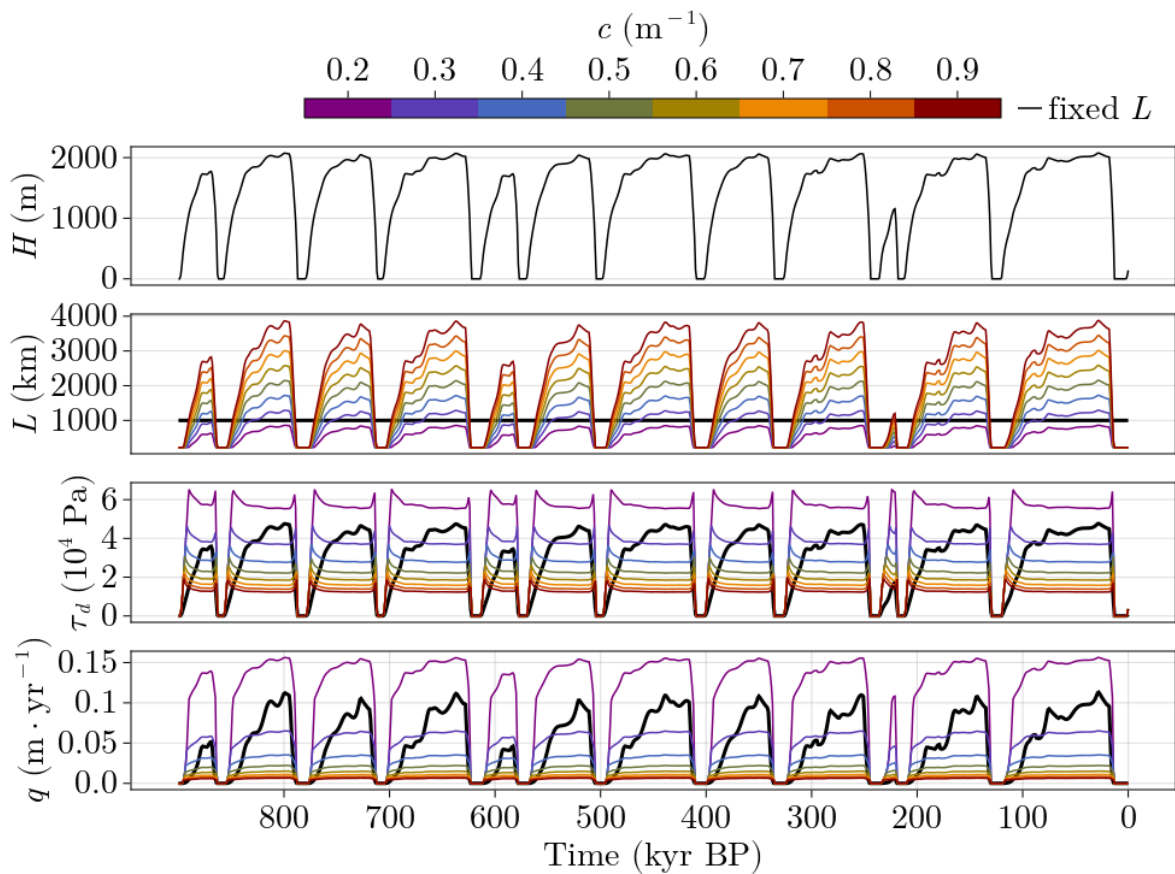 c (m⁻¹)
0.2 0.3 0.4 0.5 0.6 0.7 0.8 0.9
fixed L
H (m)
2000
1000
0
L (km)
4000
3000
2000
1000
τ_d (10⁴ Pa)
6
4
2
0
q (m · yr⁻¹)
0.15
0.1
0.05
0.0
800 700 600 500 400 300 200 100 0
Time (kyr BP)